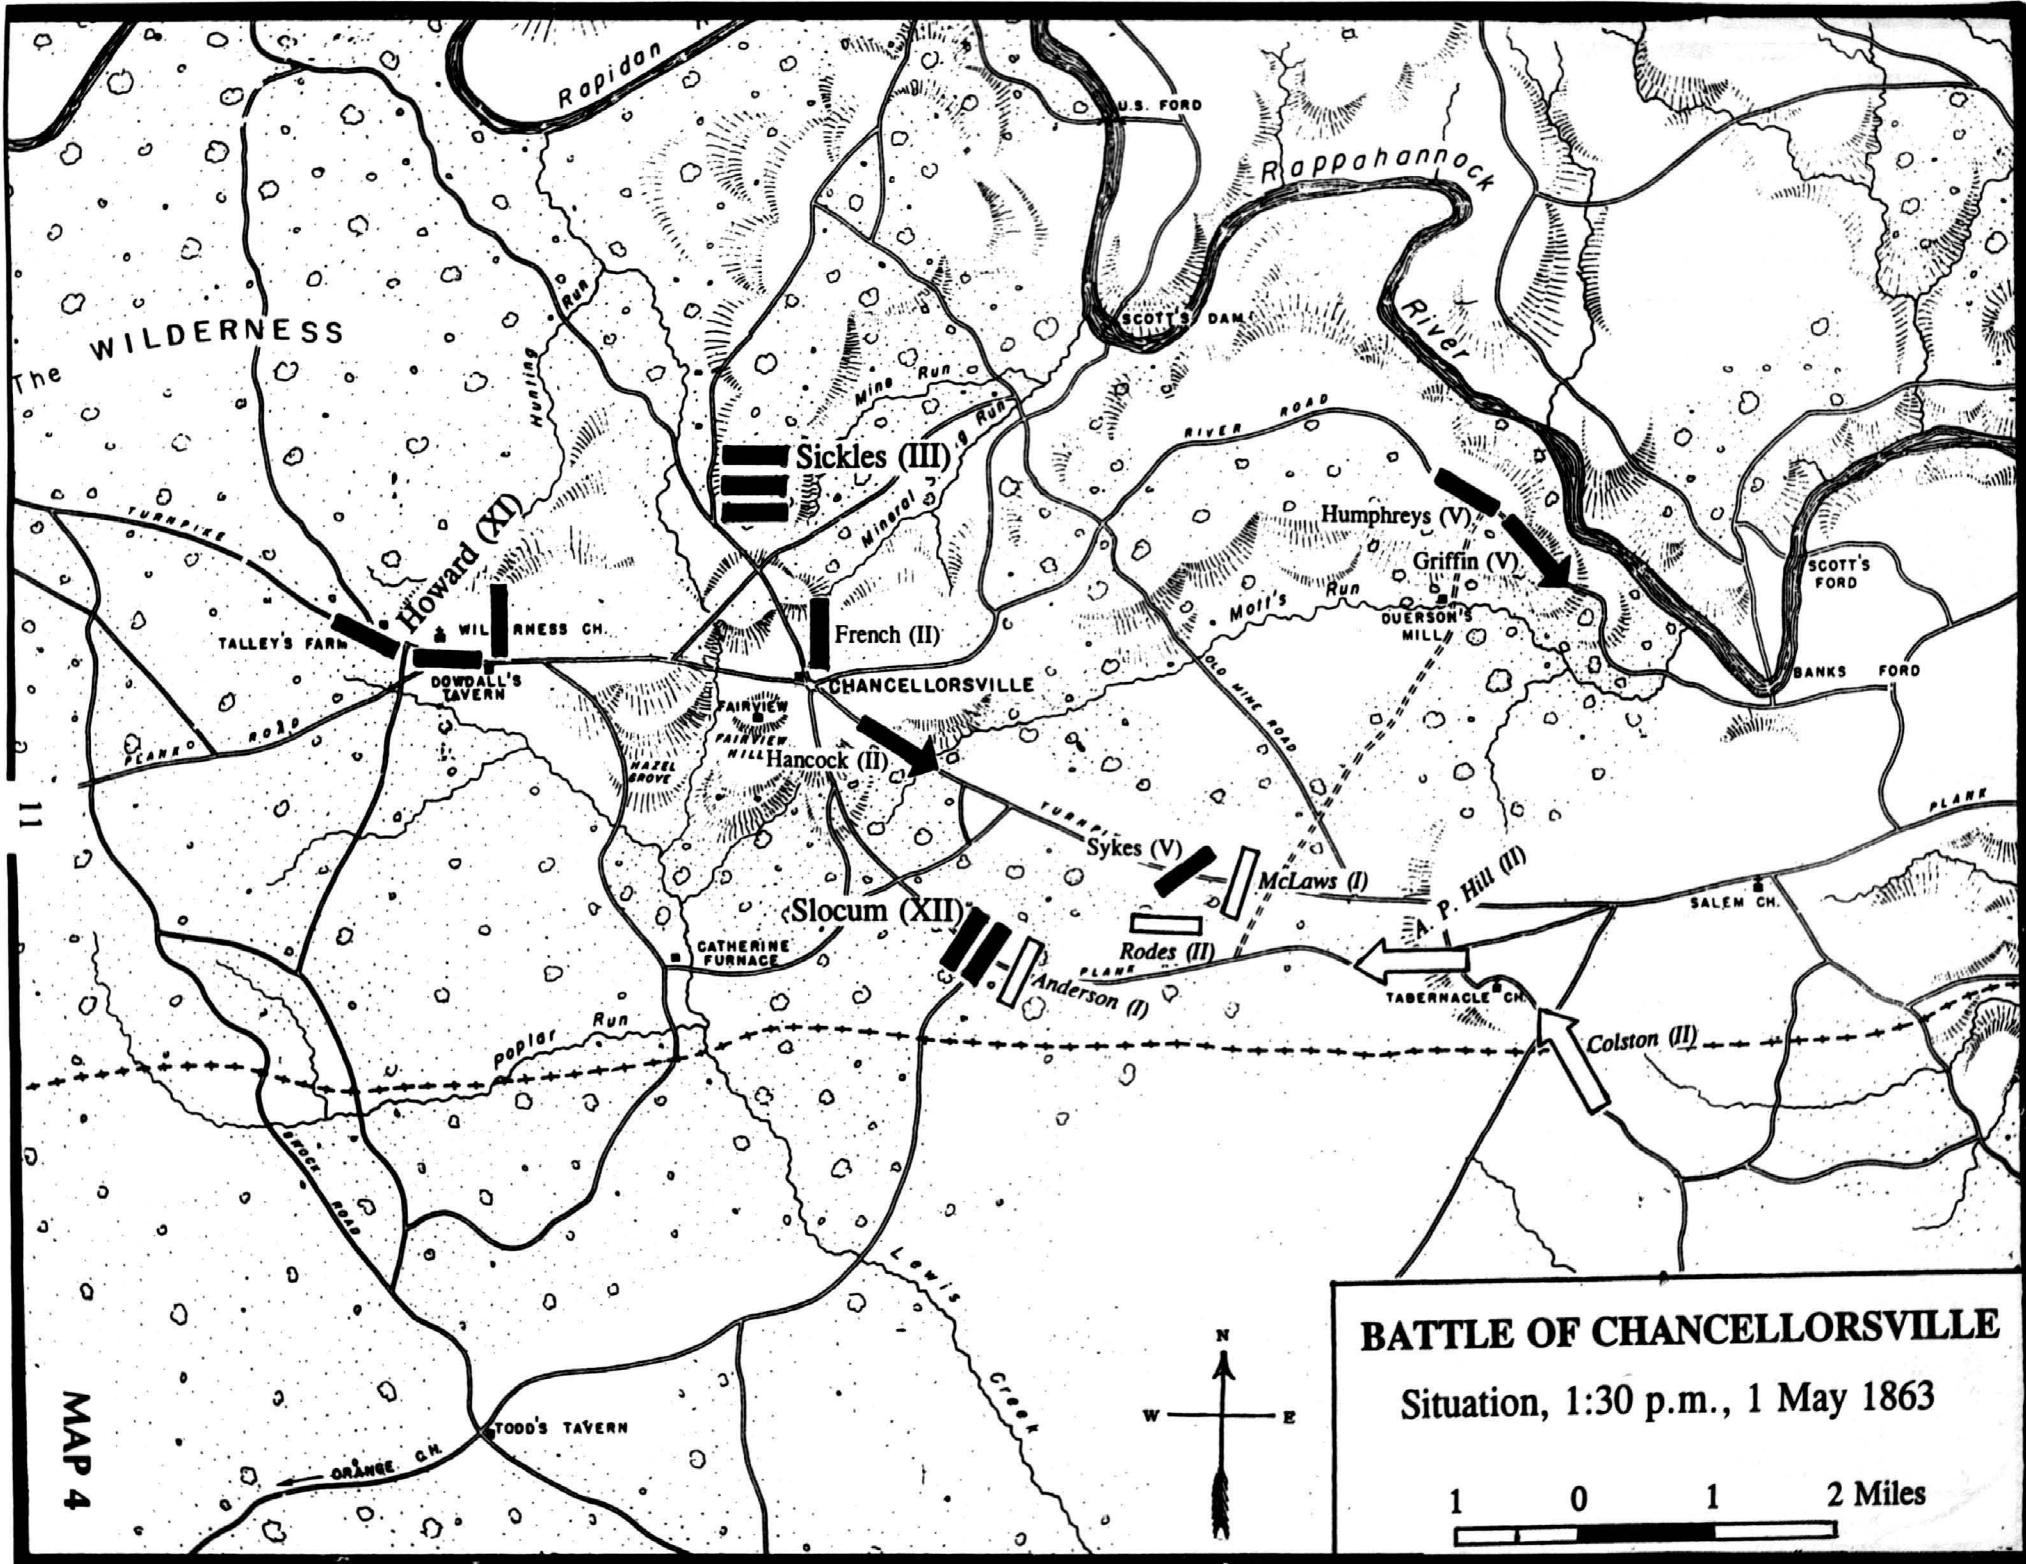 Rapidan
U.S. FORD
Rappahannock
River
SCOTT'S DAM
The WILDERNESS
Hunting
Run
Mine Run
Mineral
g Run
RIVER ROAD
Sickles (III)
Howard (XI)
TURNPIKE
Humphreys (V)
Griffin (V)
SCOTT'S
FORD
Mott's Run
DUERSON'S
MILL
TALLEY'S FARM
WIL RNESS CH.
French (II)
DOWDALL'S
TAVERN
CHANCELLORSVILLE
BANKS FORD
OLD MINE ROAD
FAIRVIEW
FAIRVIEW
HILL
PLANK ROAD
HAZEL
GROVE
Hancock (II)
TURNPI
PLANK
11
Sykes (V)
McLaws (I)
A. P. Hill (II)
SALEM CH.
Slocum (XII)
Rodes (II)
CATHERINE
FURNACE
PLANK
Anderson (I)
TABERNACLE CH.
Poplar Run
Colston (II)
BROCK
ROAD
Lewis
Creek
TODD'S TAVERN
ORANGE C.H.
MAP 4
N
W E
BATTLE OF CHANCELLORSVILLE
Situation, 1:30 p.m., 1 May 1863
1 0 1 2 Miles